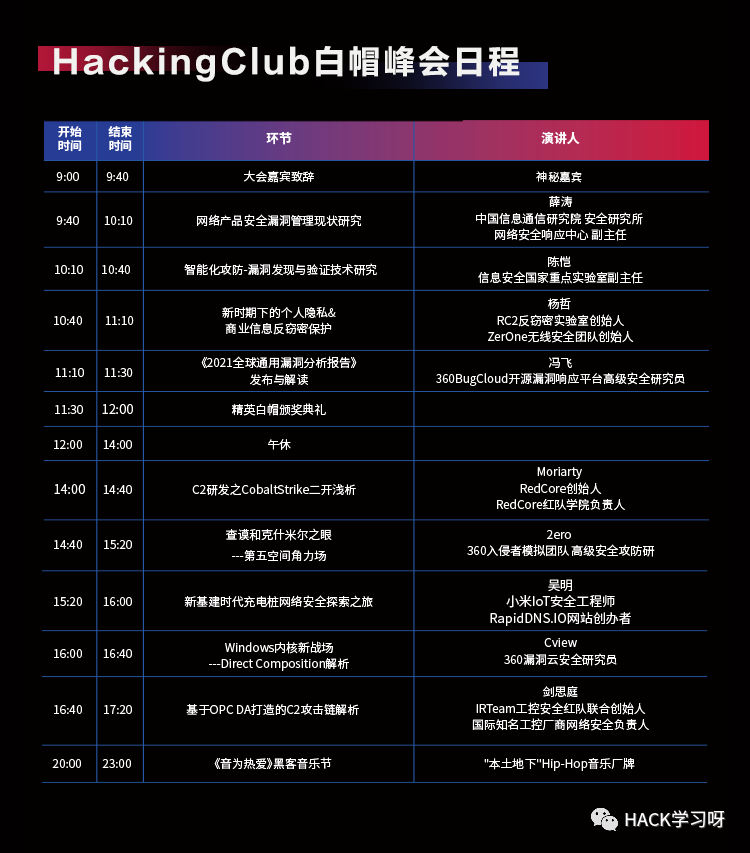 HackingClub白帽峰会日程
开始时间 结束时间 环节 演讲人
9:00 9:40 大会嘉宾致辞 神秘嘉宾
薛涛
9:40 10:10 网络产品安全漏洞管理现状研究 中国信息通信研究院 安全研究所
网络安全响应中心 副主任
陈恺
10:10 10:40 智能化攻防-漏洞发现与验证技术研究
信息安全国家重点实验室副主任
杨哲
新时期下的个人隐私&
10:40 11:10 RC2反窃密实验室创始人
商业信息反窃密保护
ZerOne无线安全团队创始人
《2021全球通用漏洞分析报告》 冯飞
11:10 11:30
发布与解读 360BugCloud开源漏洞响应平台高级安全研究员
11:30 12:00 精英白帽颁奖典礼
12:00 14:00 午休
Moriarty
14:00 14:40 C2研发之CobaltStrike二开浅析 RedCore创始人
RedCore红队学院负责人
查谟和克什米尔之眼 2ero
14:40 15:20
---第五空间角力场 360入侵者模拟团队 高级安全攻防研
吴明
15:20 16:00 新基建时代充电桩网络安全探索之旅 小米IoT安全工程师
RapidDNS.IO网站创办者
Windows内核新战场 Cview
16:00 16:40
---Direct Composition解析 360漏洞云安全研究员
剑思庭
16:40 17:20 基于OPC DA打造的C2攻击链解析 IRTeam工控安全红队联合创始人
国际知名工控厂商网络安全负责人
20:00 23:00 《音为热爱》黑客音乐节 "本土地下"Hip-Hop音乐厂牌
HACK学习呀